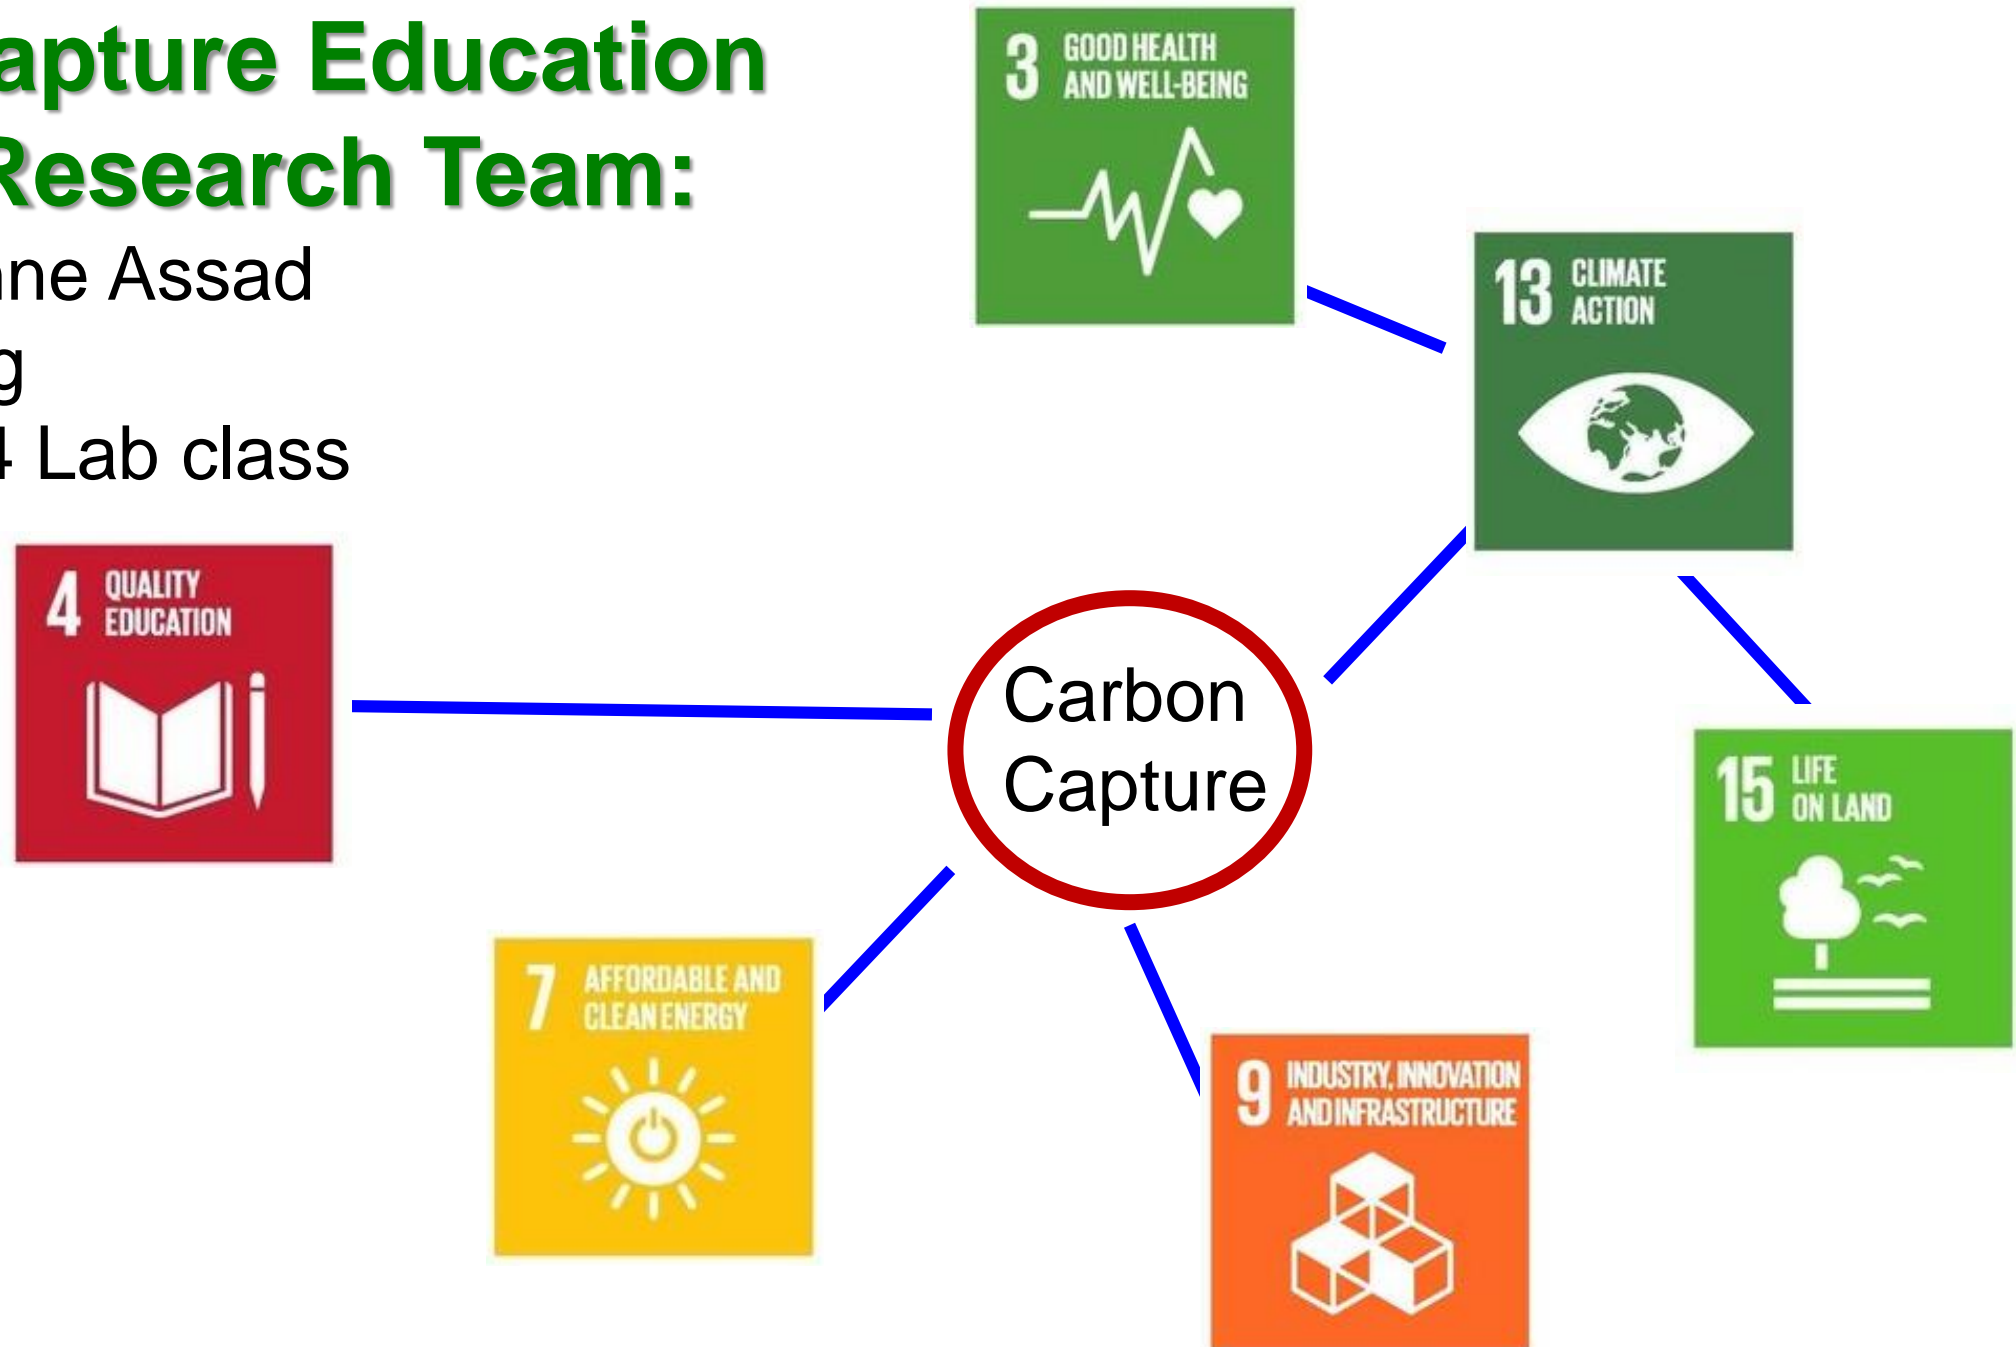 apture Education
Research Team:
ne Assad
g
4 Lab class
3 GOOD HEALTH
AND WELL-BEING
13 CLIMATE
ACTION
4 QUALITY
EDUCATION
Carbon
Capture
15 LIFE
ON LAND
7 AFFORDABLE AND
CLEAN ENERGY
9 INDUSTRY, INNOVATION
AND INFRASTRUCTURE